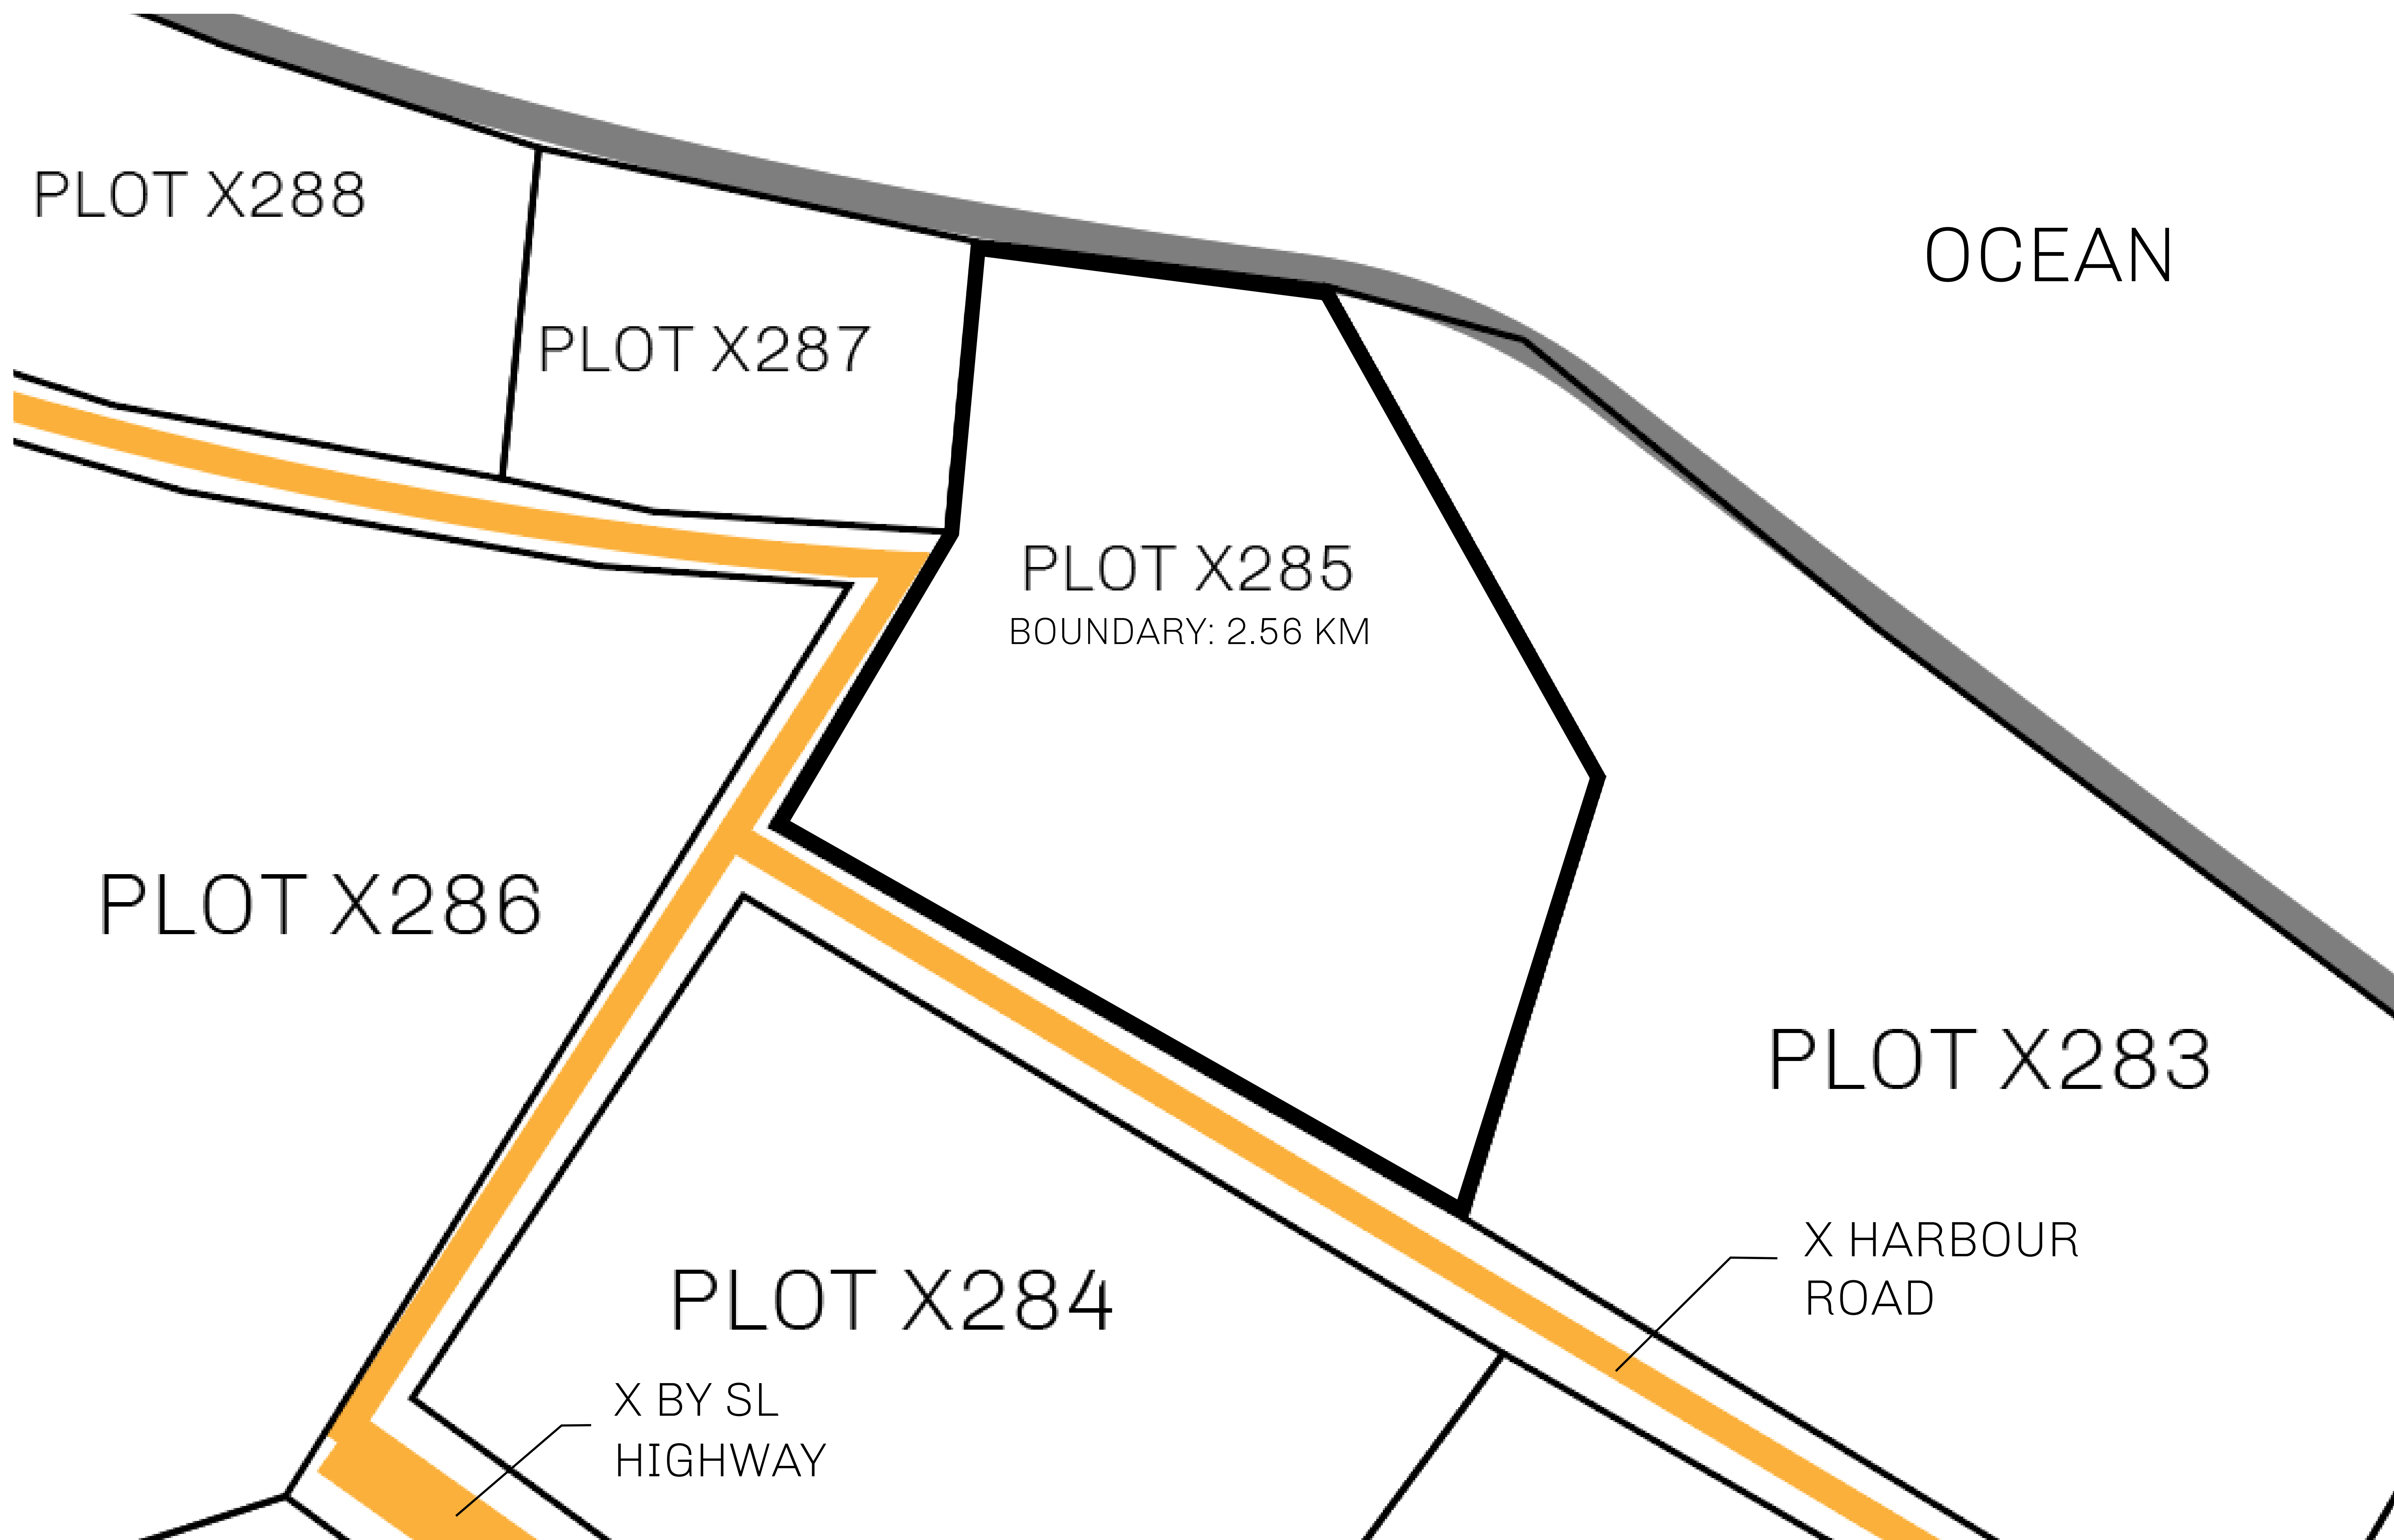 PLOT X288
OCEAN
PLOT X287
PLOT X285
BOUNDARY: 2.56 KM
PLOT X286
PLOT X283
X HARBOUR
ROAD
PLOT X284
X BY SL
HIGHWAY